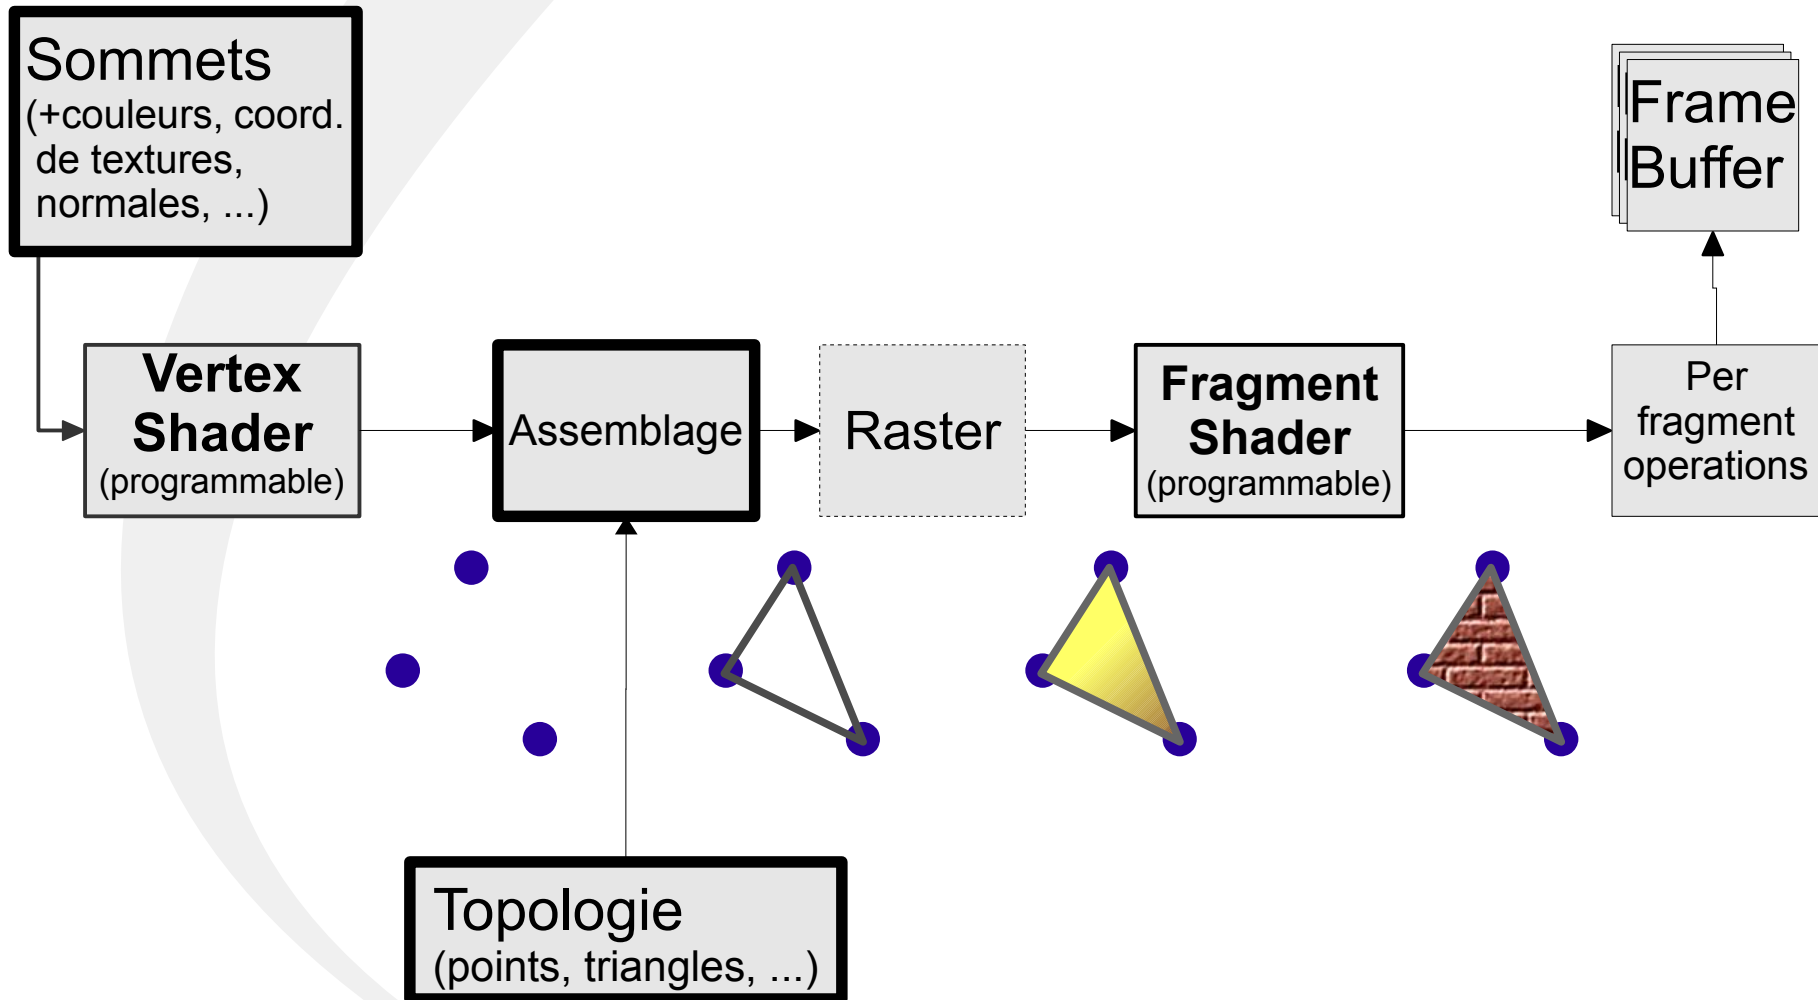 Sommets
(+couleurs, coord.
de textures,
normales, ...)
Frame
Buffer
Vertex
Shader
(programmable)
Assemblage
Raster
Fragment
Shader
(programmable)
Per
fragment
operations
Topologie
(points, triangles, ...)